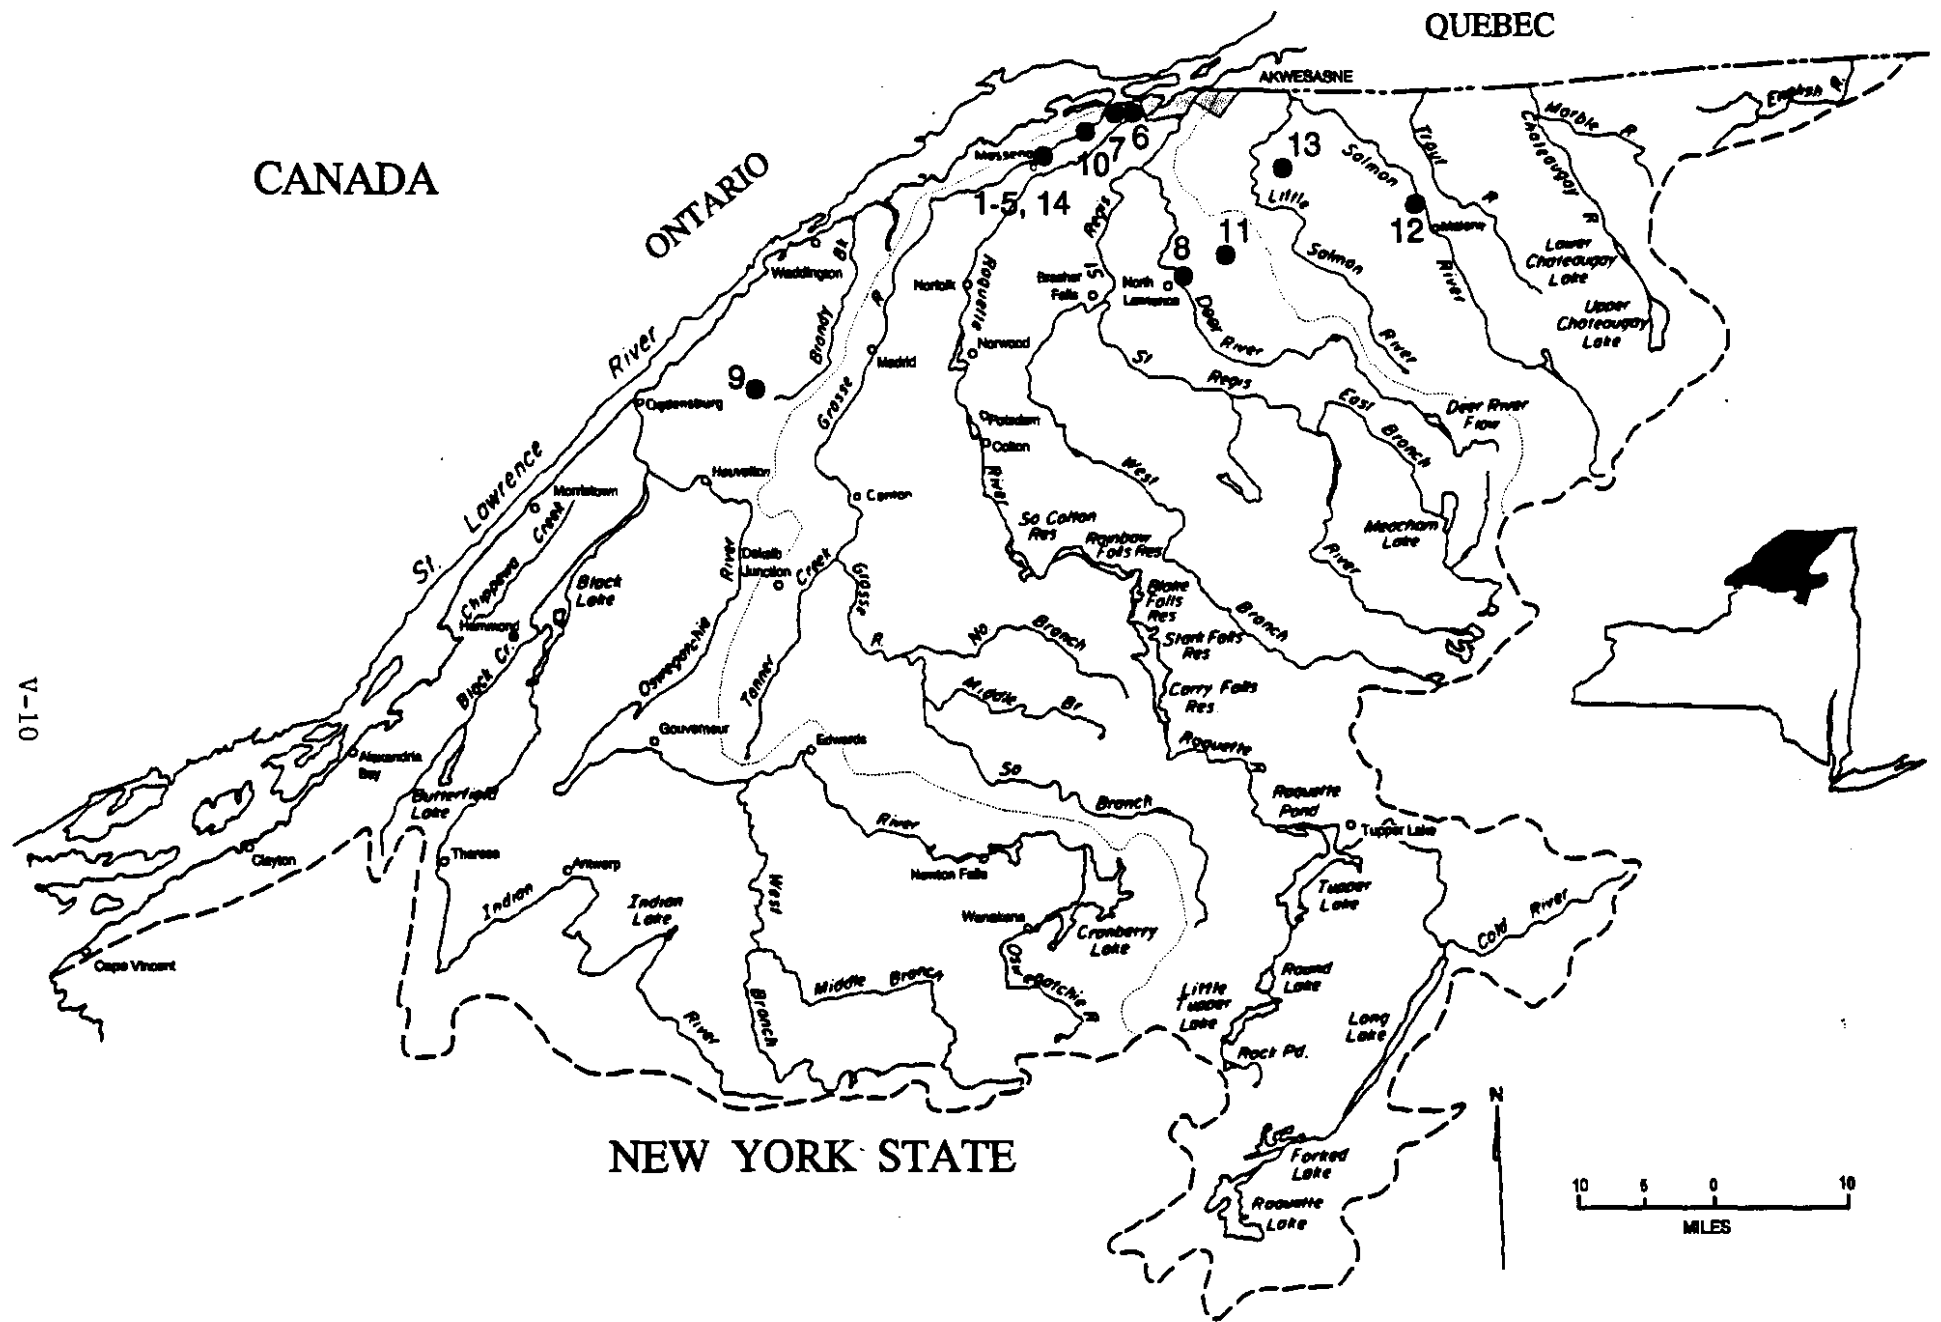 QUEBEC
AKWESASNE
English R.
Marble R.
Chateaugay R
Trout R
CANADA
ONTARIO
Massena
6
7
10
1-5, 14
13
Salmon
River
Little
Salmon
River
12
11
8
Regis
St
Waddington
Brandy Bk
Norfolk
Raquette
River
Brasher
Falls
North
Lawrence
Deer
River
Lower
Chateaugay
Lake
Upper
Chateaugay
Lake
St. Lawrence River
9
Ogdensburg
Madrid
Grasse R
Norwood
St Regis
East
Branch
Deer River
Flow
Potsdam
Colton
West
Branch
Heuvelton
Morristown
Canton
So Colton
Res
Rainbow
Falls Res
Meacham
Lake
River
Chippewa Creek
Hammond
Black Cr.
Black
Lake
Oswegatchie
River
Dekalb
Junction
Tanner
Creek
Grasse
R.
No Branch
Middle Br
Blake
Falls
Res
Stark Falls
Res
Carry Falls
Res
V-10
Alexandria
Bay
Gouverneur
Edwards
Raquette
So
Branch
Butterfield
Lake
River
Raquette
Pond
Tupper Lake
Clayton
Theresa
Antwerp
Indian
Indian
Lake
River
West
Branch
Newton Falls
Wanakena
Cranberry
Lake
Tupper
Lake
Cold River
Cape Vincent
Middle Branch
Oswegatchie R
Little
Tupper
Lake
Round
Lake
Long
Lake
Rock Pd.
NEW YORK STATE
Forked
Lake
Raquette
Lake
N
10 5 0 10
MILES